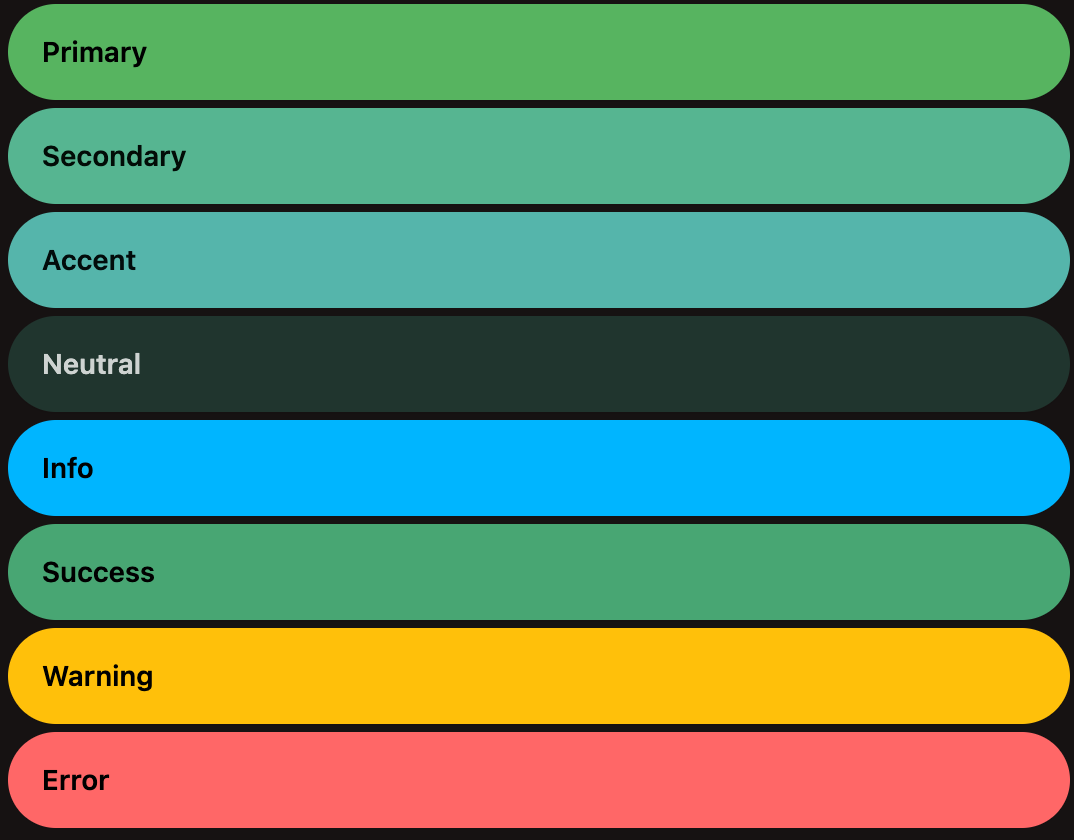 Primary
Secondary
Accent
Neutral
Info
Success
Warning
Error